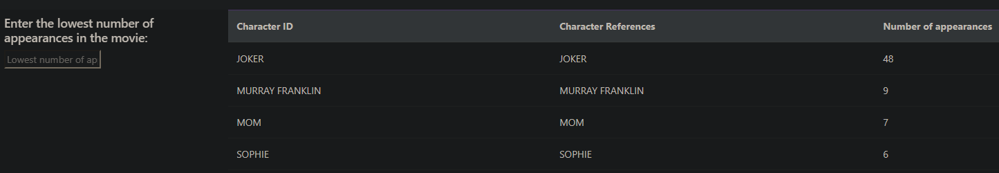 Enter the lowest number of
appearances in the movie:
Lowest number of ap
Character ID Character References Number of appearances
JOKER JOKER 48
MURRAY FRANKLIN MURRAY FRANKLIN 9
MOM MOM 7
SOPHIE SOPHIE 6